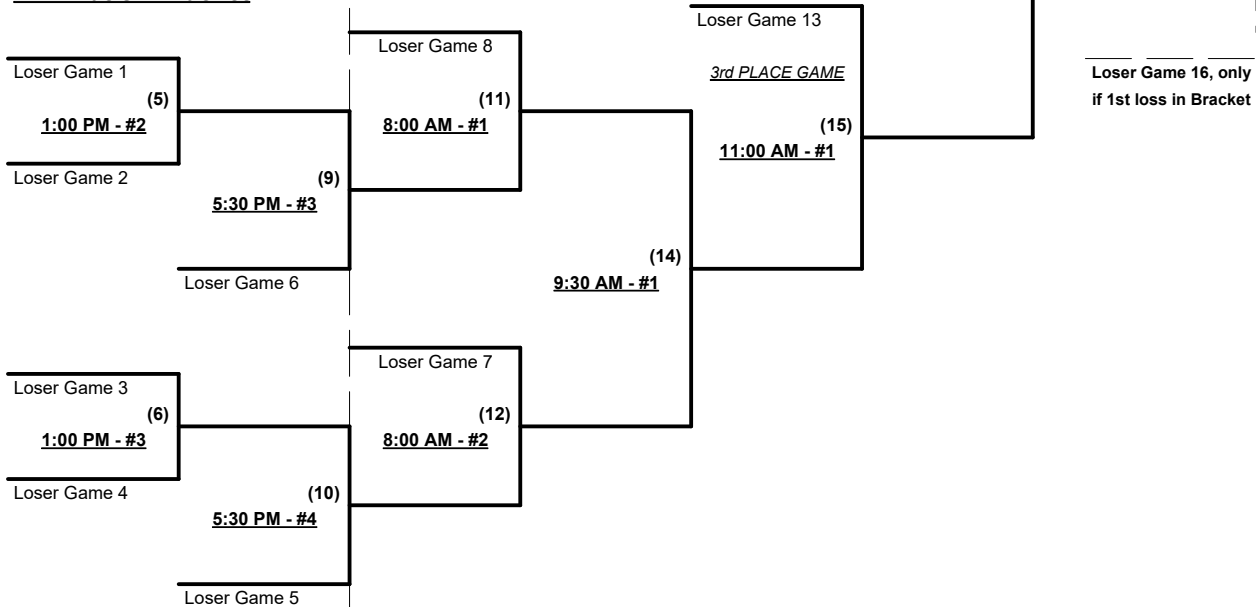 Loser Game 13
Loser Game 8
Loser Game 1
3rd PLACE GAME
Loser Game 16, only
if 1st loss in Bracket
(5)
(11)
1:00 PM - #2
8:00 AM - #1
(15)
11:00 AM - #1
Loser Game 2
(9)
5:30 PM - #3
(14)
Loser Game 6
9:30 AM - #1
Loser Game 7
Loser Game 3
(6)
(12)
1:00 PM - #3
8:00 AM - #2
Loser Game 4
(10)
5:30 PM - #4
Loser Game 5